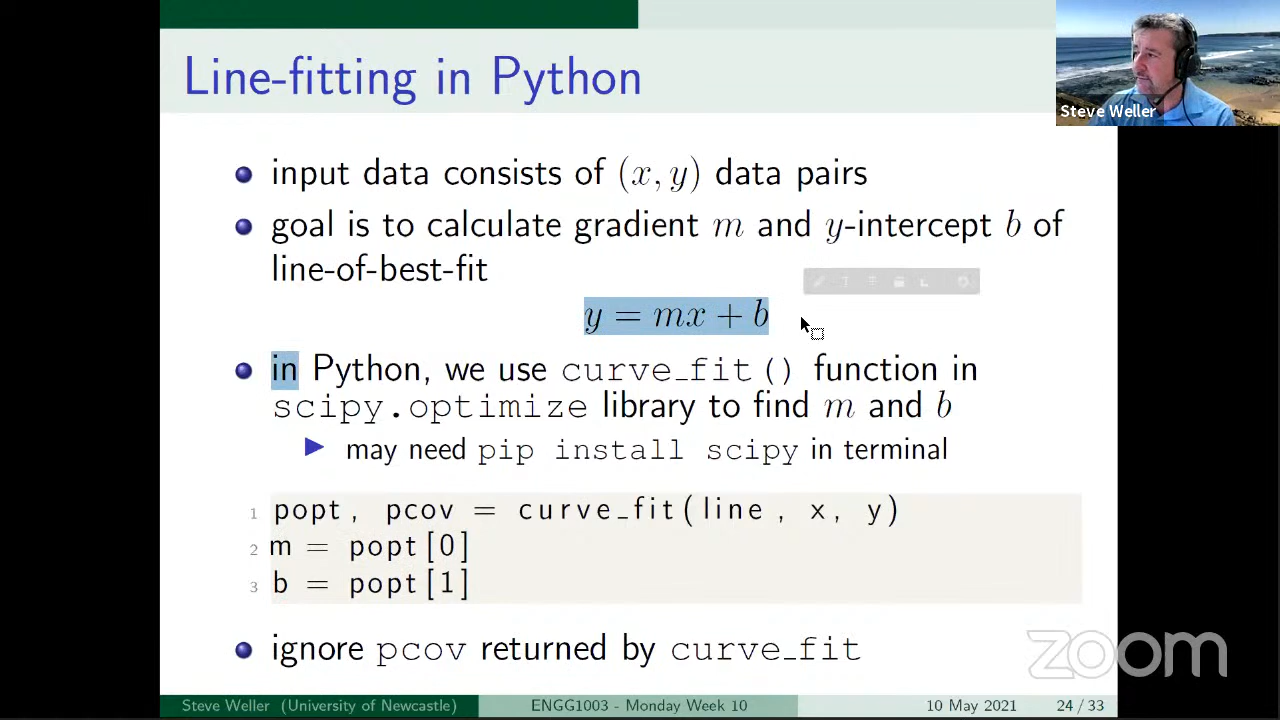 Line-fitting in Python
Steve Weller
input data consists of (x, y) data pairs
goal is to calculate gradient m and y-intercept b of
line-of-best-fit
y = mx + b
in Python, we use curve_fit() function in
scipy.optimize library to find m and b
may need pip install scipy in terminal
1 popt, pcov = curve_fit(line, x, y)
2 m = popt[0]
3 b = popt[1]
ignore pcov returned by curve_fit
zoom
Steve Weller (University of Newcastle) ENGG1003 - Monday Week 10 10 May 2021 24 / 33